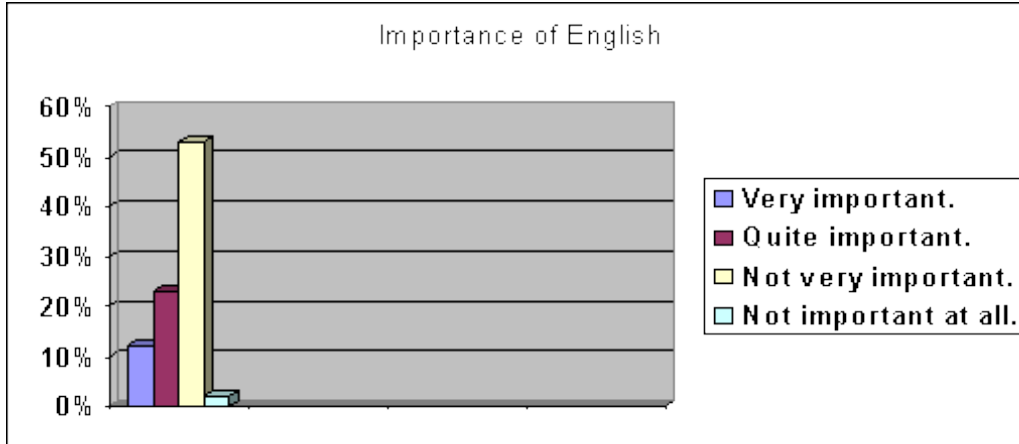 Importance of English
60%
50%
40%
30%
20%
10%
0%
Very important.
Quite important.
Not very important.
Not important at all.